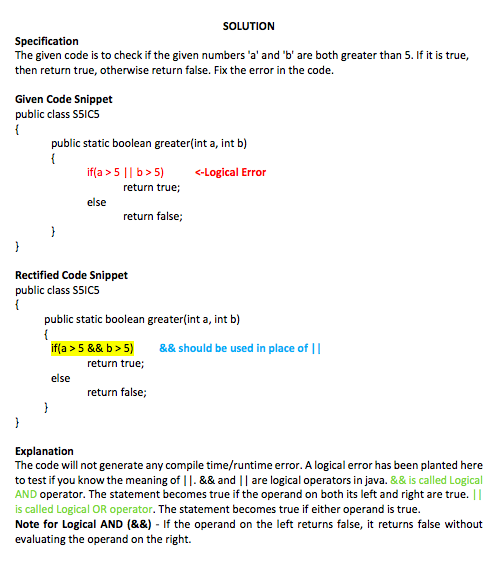 SOLUTION
Specification
The given code is to check if the given numbers 'a' and 'b' are both greater than 5. If it is true,
then return true, otherwise return false. Fix the error in the code.
Given Code Snippet
public class S5IC5
{
public static boolean greater(int a, int b)
{
if(a > 5 || b > 5) <-Logical Error
return true;
else
return false;
}
}
Rectified Code Snippet
public class S5IC5
{
public static boolean greater(int a, int b)
{
if(a > 5 && b > 5) && should be used in place of ||
return true;
else
return false;
}
}
Explanation
The code will not generate any compile time/runtime error. A logical error has been planted here
to test if you know the meaning of ||. && and || are logical operators in java. && is called Logical
AND operator. The statement becomes true if the operand on both its left and right are true. ||
is called Logical OR operator. The statement becomes true if either operand is true.
Note for Logical AND (&&) - If the operand on the left returns false, it returns false without
evaluating the operand on the right.